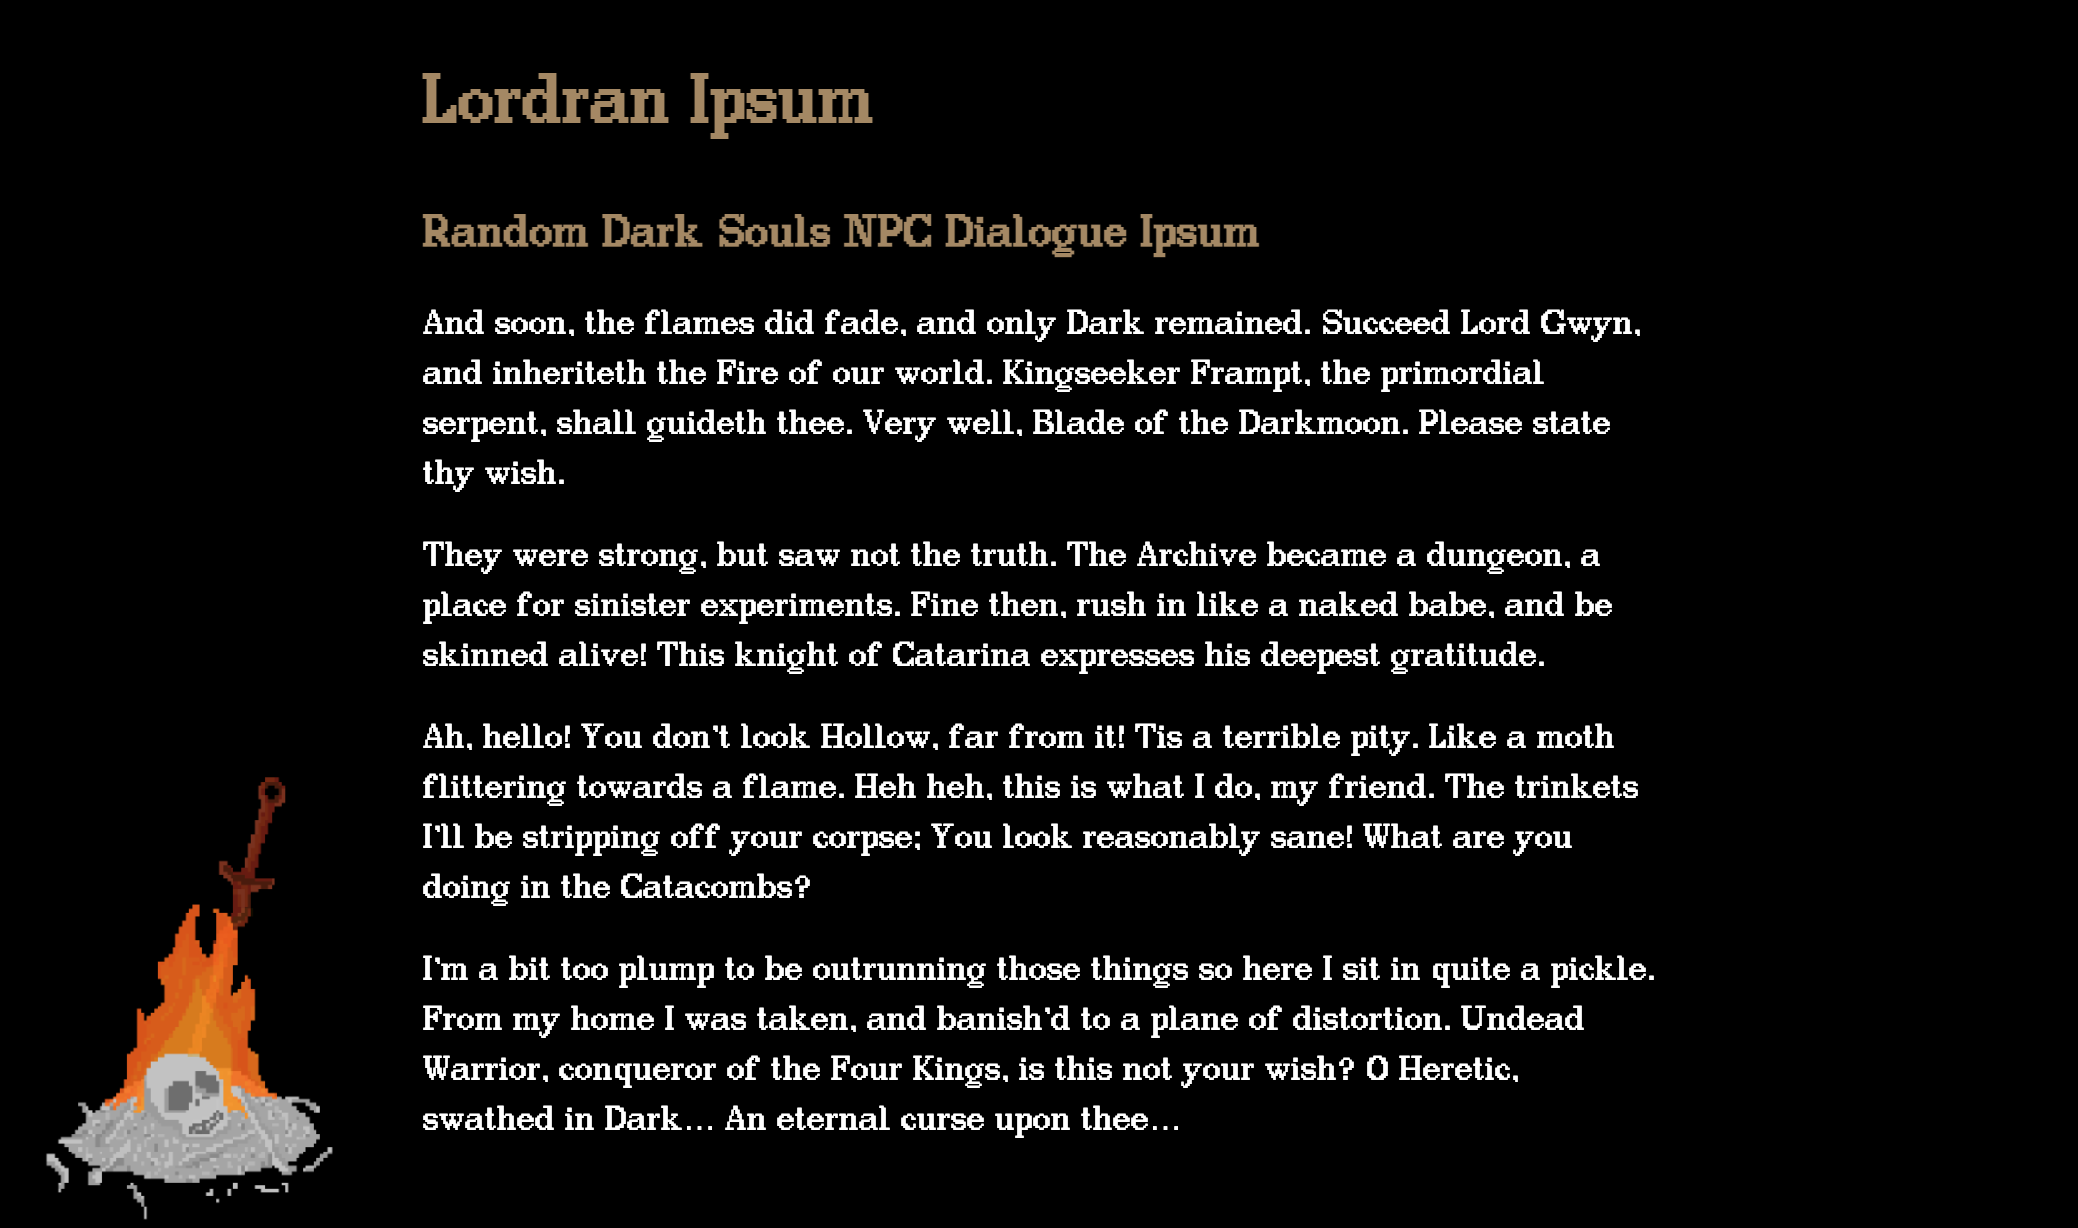 Lordran Ipsum
Random Dark Souls NPC Dialogue Ipsum
And soon, the flames did fade, and only Dark remained. Succeed Lord Gwyn,
and inheriteth the Fire of our world. Kingseeker Frampt, the primordial
serpent, shall guideth thee. Very well, Blade of the Darkmoon. Please state
thy wish.
They were strong, but saw not the truth. The Archive became a dungeon, a
place for sinister experiments. Fine then, rush in like a naked babe, and be
skinned alive! This knight of Catarina expresses his deepest gratitude.
Ah, hello! You don't look Hollow, far from it! Tis a terrible pity. Like a moth
flittering towards a flame. Heh heh, this is what I do, my friend. The trinkets
I'll be stripping off your corpse; You look reasonably sane! What are you
doing in the Catacombs?
I'm a bit too plump to be outrunning those things so here I sit in quite a pickle.
From my home I was taken, and banish'd to a plane of distortion. Undead
Warrior, conqueror of the Four Kings, is this not your wish? O Heretic,
swathed in Dark... An eternal curse upon thee...